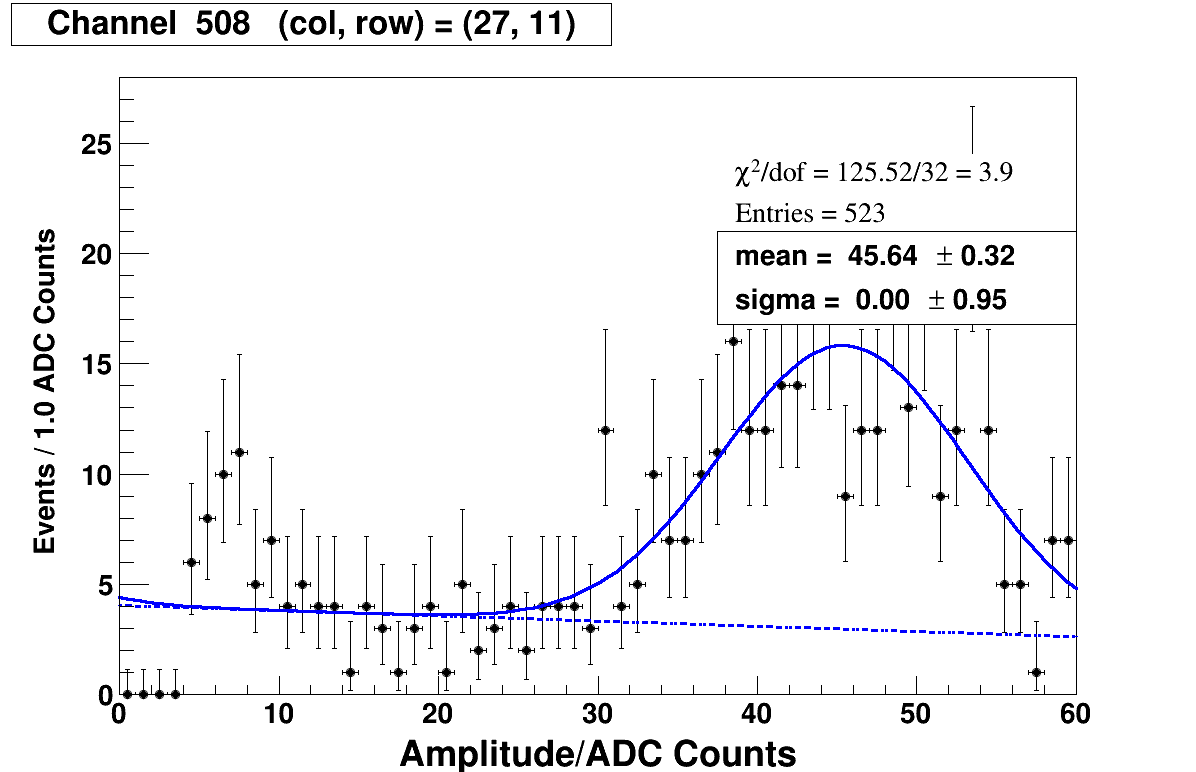 Channel 508 (col, row) = (27, 11)
25
χ²/dof = 125.52/32 = 3.9
Entries = 523
20
mean = 45.64 ± 0.32
sigma = 0.00 ± 0.95
15
10
5
0
Events / 1.0 ADC Counts
0 10 20 30 40 50 60
Amplitude/ADC Counts